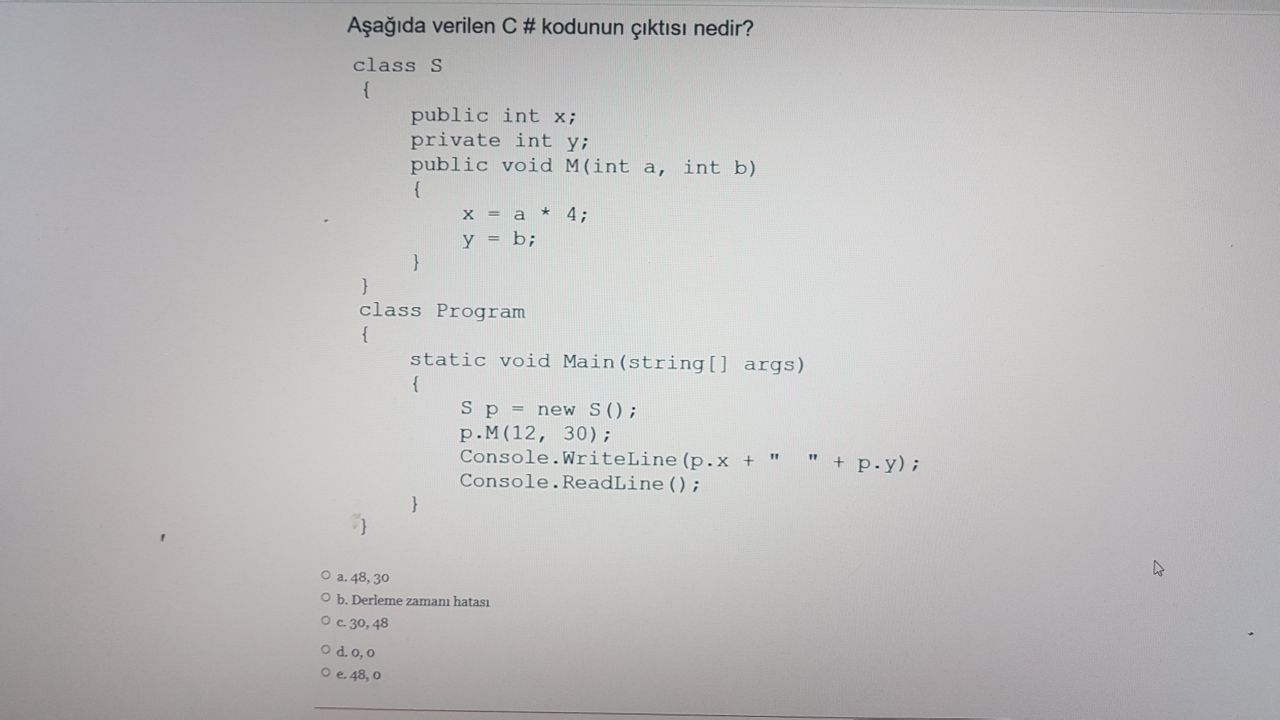 Aşağıda verilen C # kodunun çıktısı nedir?
class S
{
public int x;
private int y;
public void M(int a, int b)
{
x = a * 4;
y = b;
}
}
class Program
{
static void Main(string[] args)
{
S p = new S();
p.M(12, 30);
Console.WriteLine(p.x + "  " + p.y);
Console.ReadLine();
}
}
a. 48, 30
b. Derleme zamanı hatası
c. 30, 48
d. 0, 0
e. 48, 0